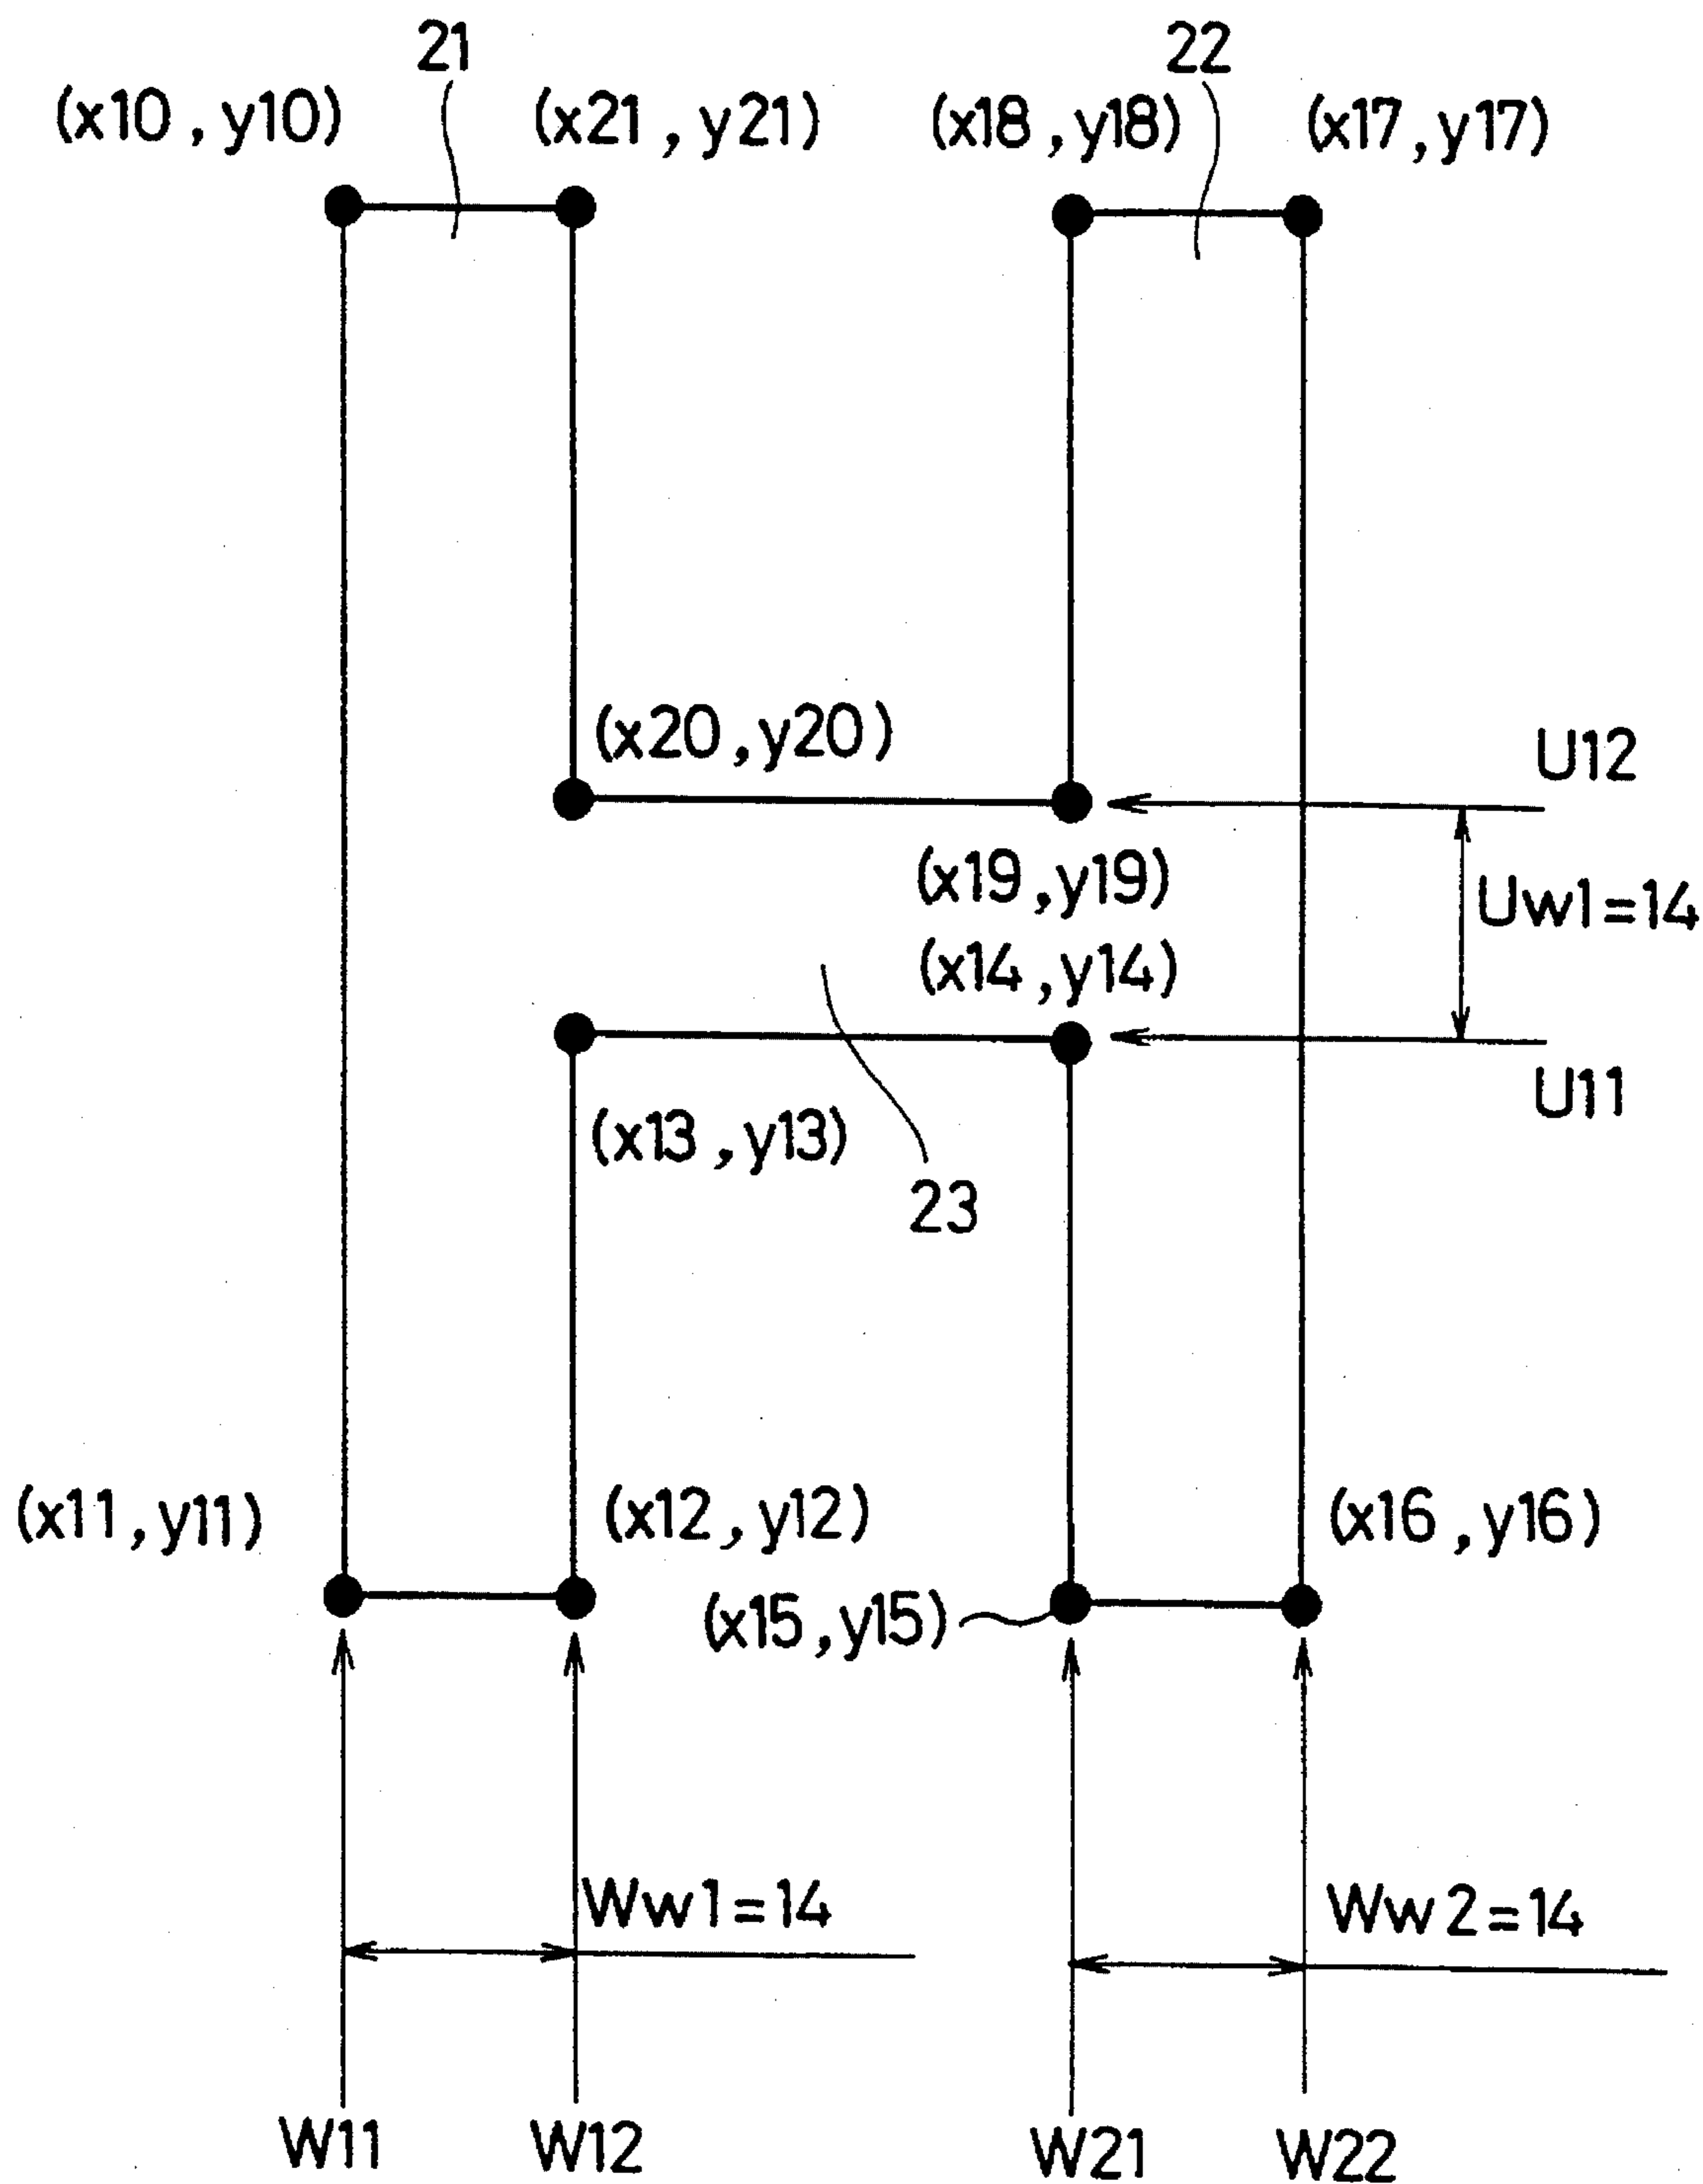 21
22
(x10,y10)
(x21,y21)
(x18,y18)
(x17,y17)
(x20,y20)
U12
(x19,y19)
Uw1=14
(x14,y14)
U11
(x13,y13)
23
(x11,y11)
(x12,y12)
(x16,y16)
(x15,y15)
Ww1=14
Ww2=14
W11
W12
W21
W22